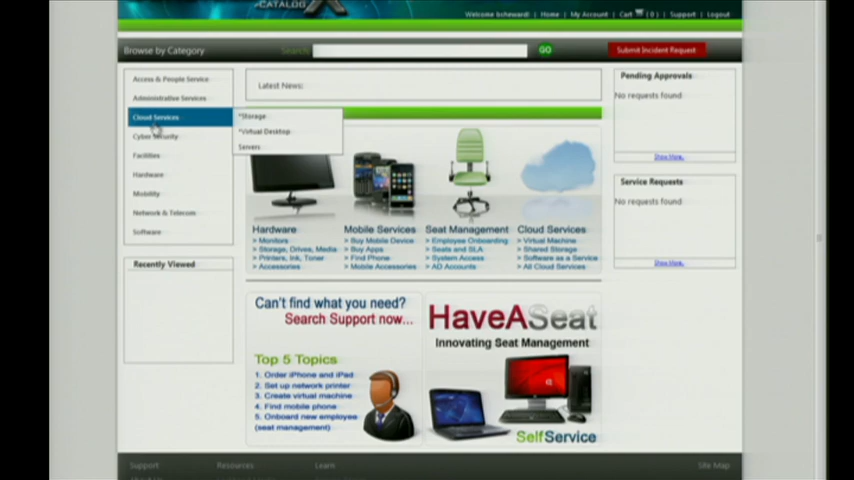 CATALOG X
Welcome bsheward! | Home | My Account | Cart ( 0 ) | Support | Logout
Browse by Category
Search
GO
Submit Incident Request
Access & People Service
Administrative Services
Cloud Services
Cyber Security
Facilities
Hardware
Mobility
Network & Telecom
Software
*Storage
*Virtual Desktop
Servers
Recently Viewed
Latest News:
Hardware
> Monitors
> Storage, Drives, Media
> Printers, Ink, Toner
> Accessories
Mobile Services
> Buy Mobile Device
> Buy Apps
> Find Phone
> Mobile Accessories
Seat Management
> Employee Onboarding
> Seats and SLA
> System Access
> AD Accounts
Cloud Services
> Virtual Machine
> Shared Storage
> Software as a Service
> All Cloud Services
Can't find what you need?
Search Support now...
Top 5 Topics
1. Order iPhone and iPad
2. Set up network printer
3. Create virtual machine
4. Find mobile phone
5. Onboard new employee
(seat management)
HaveASeat
Innovating Seat Management
SelfService
Pending Approvals
No requests found
Show More..
Service Requests
No requests found
Show More..
Support
Resources
Learn
Site Map